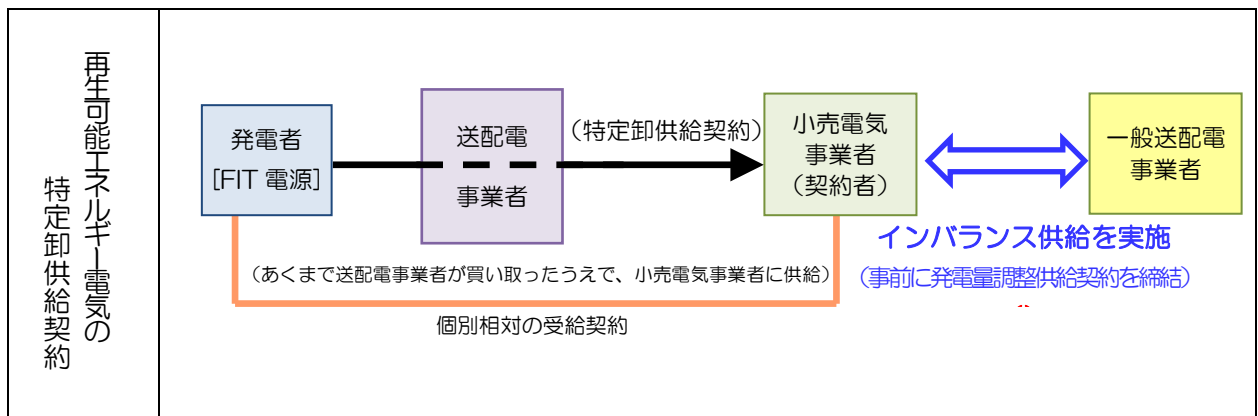 再生可能エネルギー電気の
特定卸供給契約
発電者
[FIT 電源]
送配電
事業者
（特定卸供給契約）
小売電気
事業者
（契約者）
一般送配電
事業者
インバランス供給を実施
（事前に発電量調整供給契約を締結）
（あくまで送配電事業者が買い取ったうえで、小売電気事業者に供給）
個別相対の受給契約